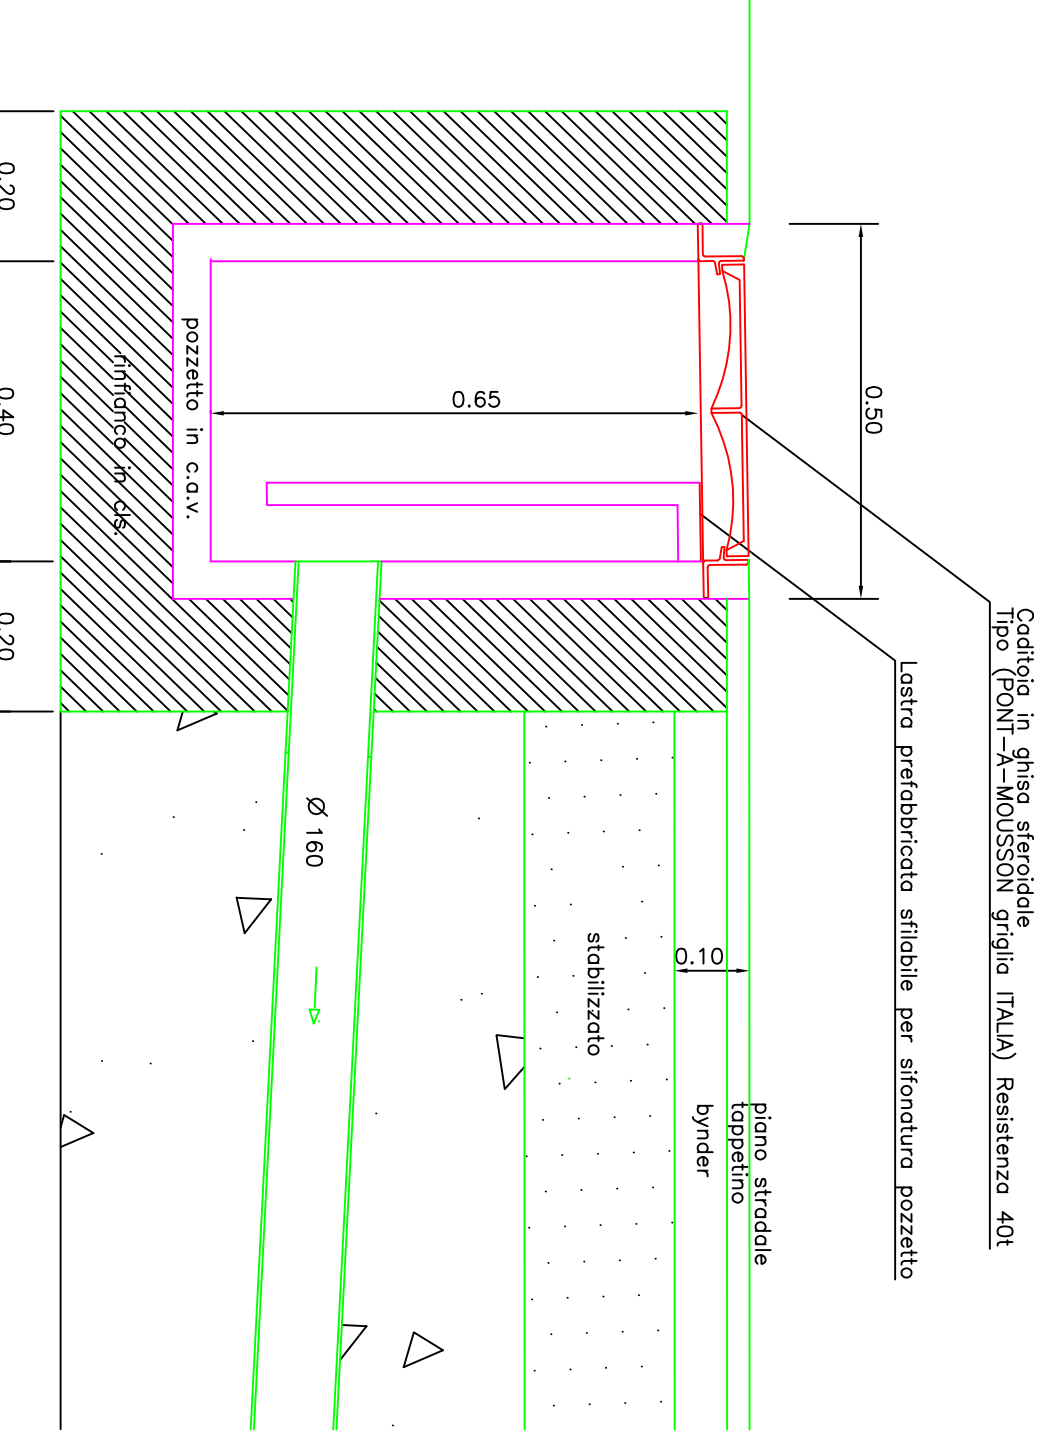 Caditoia in ghisa sferoidale
Tipo (PONT-A-MOUSSON griglia ITALIA) Resistenza 40t
Lastra prefabbricata sfilabile per sifonatura pozzetto
0.50
piano stradale
tappetino
bynder
0.10
stabilizzato
0.65
Ø 160
pozzetto in c.a.v.
rinfianco in cls.
0.20
0.40
0.20